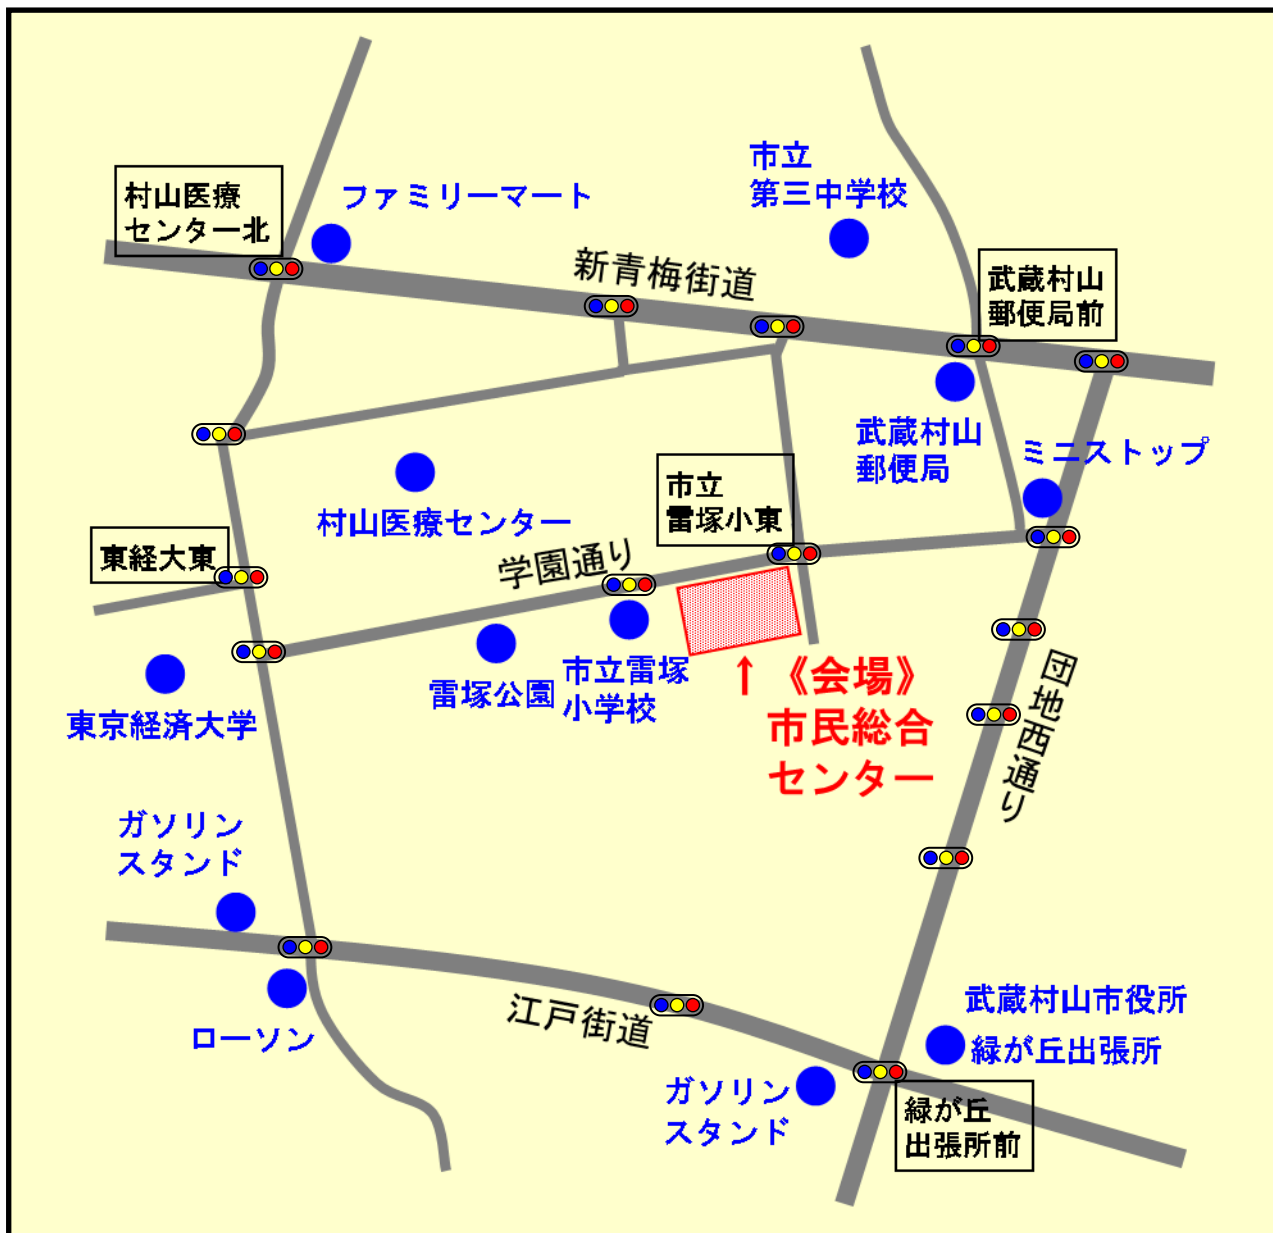 市立
第三中学校
村山医療
センター北
ファミリーマート
新青梅街道
武蔵村山
郵便局前
武蔵村山
郵便局
ミニストップ
市立
雷塚小東
村山医療センター
学園通り
東経大東
東京経済大学
雷塚公園
市立雷塚
小学校
↑
《会場》
市民総合
センター
団地西通り
ガソリン
スタンド
ローソン
江戸街道
武蔵村山市役所
緑が丘出張所
ガソリン
スタンド
緑が丘
出張所前